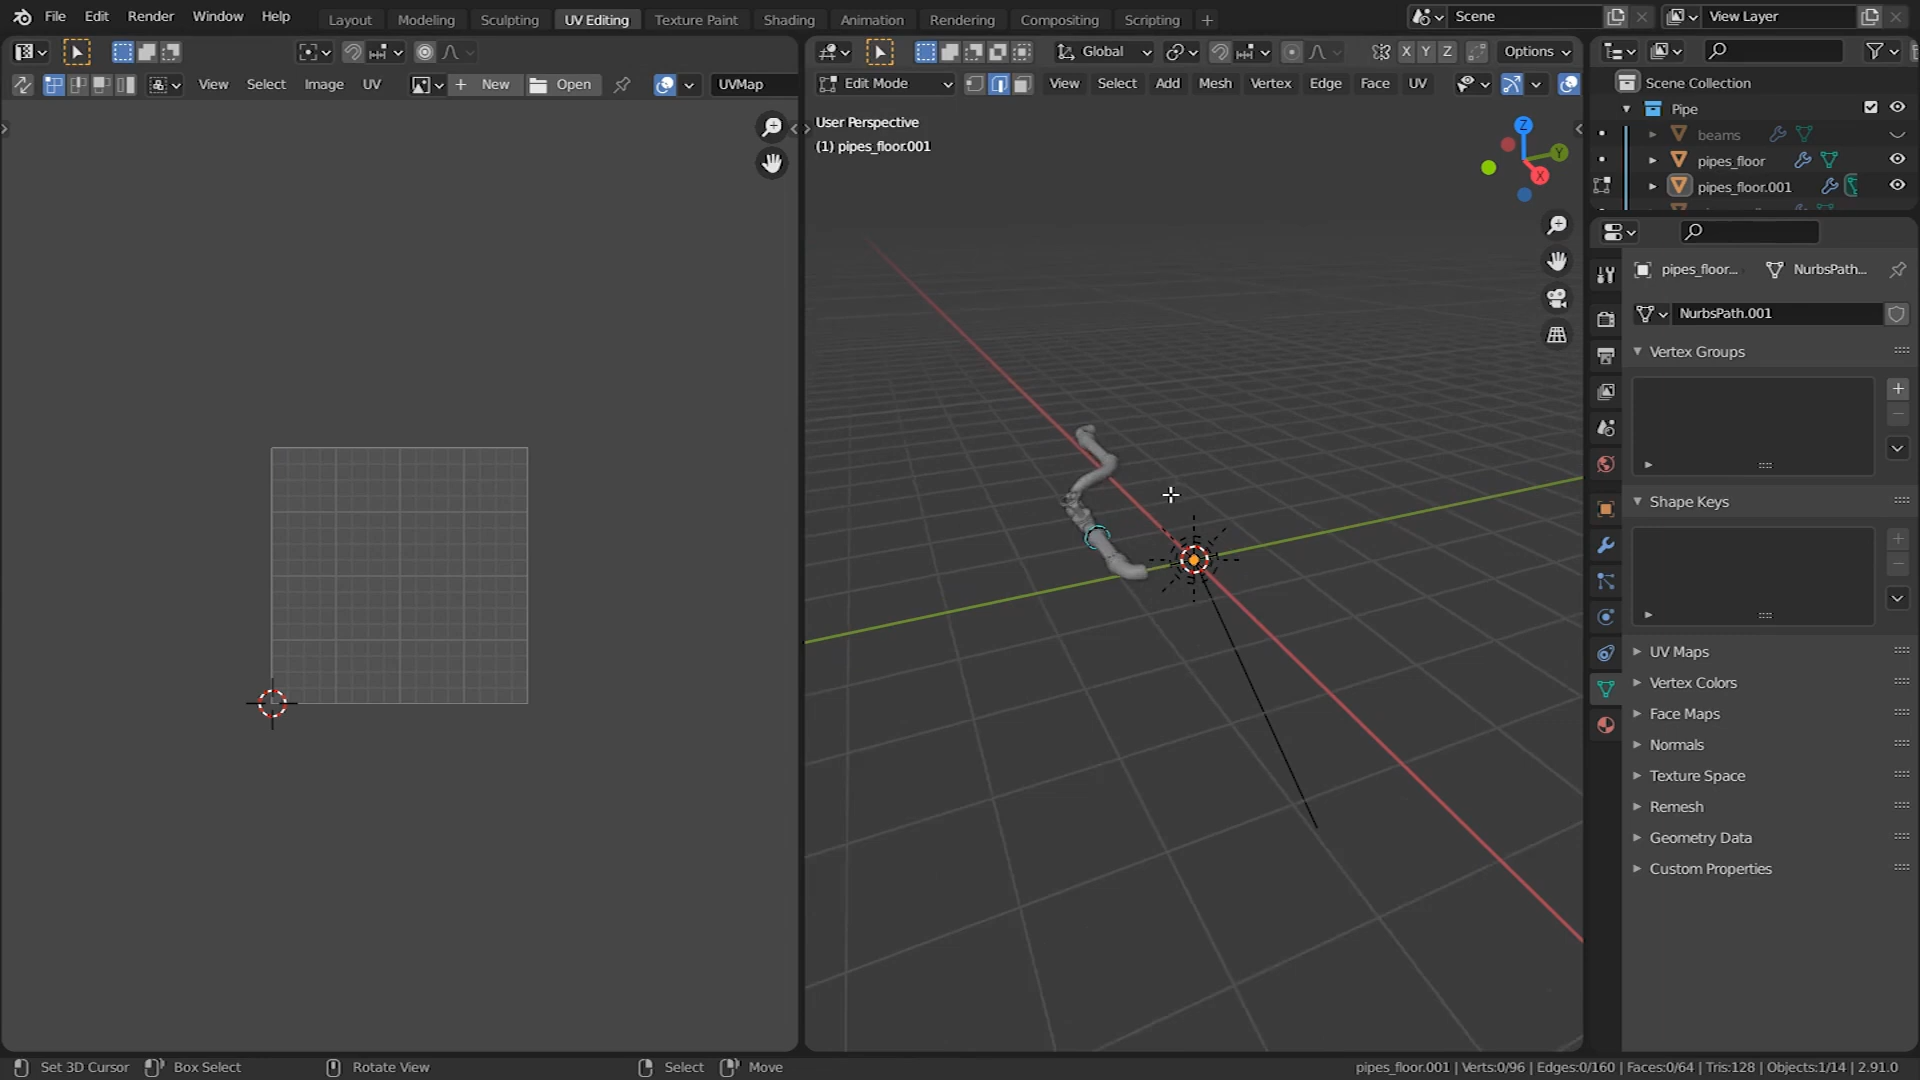 File Edit Render Window Help Layout Modeling Sculpting UV Editing Texture Paint Shading Animation Rendering Compositing Scripting + Scene View Layer
Global X Y Z Options
View Select Image UV New Open UVMap
Edit Mode View Select Add Mesh Vertex Edge Face UV
Scene Collection
Pipe
beams
pipes_floor
pipes_floor.001
User Perspective
(1) pipes_floor.001
Z
Y
X
pipes_floor... NurbsPath...
NurbsPath.001
Vertex Groups
Shape Keys
UV Maps
Vertex Colors
Face Maps
Normals
Texture Space
Remesh
Geometry Data
Custom Properties
Set 3D Cursor Box Select Rotate View Select Move pipes_floor.001 | Verts:0/96 | Edges:0/160 | Faces:0/64 | Tris:128 | Objects:1/14 | 2.91.0